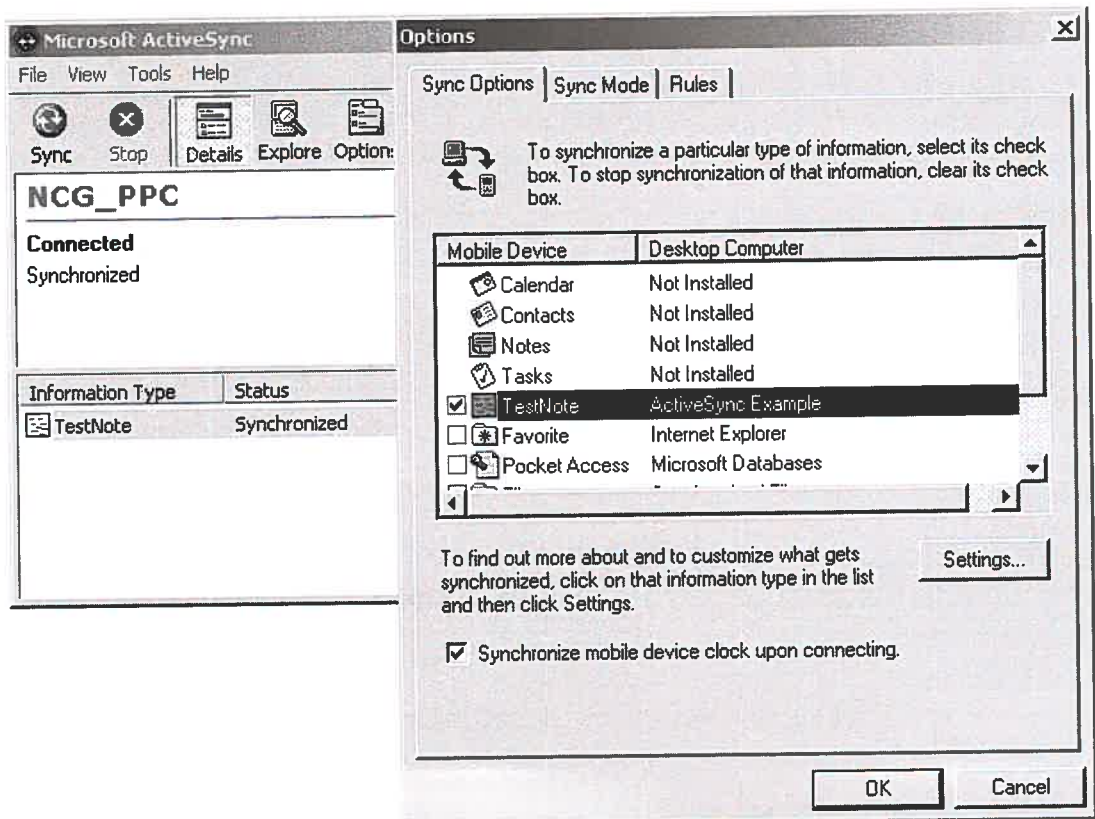 Microsoft ActiveSync
File View Tools Help
Sync Stop Details Explore Options
NCG_PPC
Connected
Synchronized
Information Type Status
TestNote Synchronized
Options
Sync Options Sync Mode Rules
To synchronize a particular type of information, select its check
box. To stop synchronization of that information, clear its check
box.
Mobile Device Desktop Computer
Calendar Not Installed
Contacts Not Installed
Notes Not Installed
Tasks Not Installed
TestNote ActiveSync Example
Favorite Internet Explorer
Pocket Access Microsoft Databases
To find out more about and to customize what gets
synchronized, click on that information type in the list
and then click Settings.
Settings...
Synchronize mobile device clock upon connecting.
OK Cancel